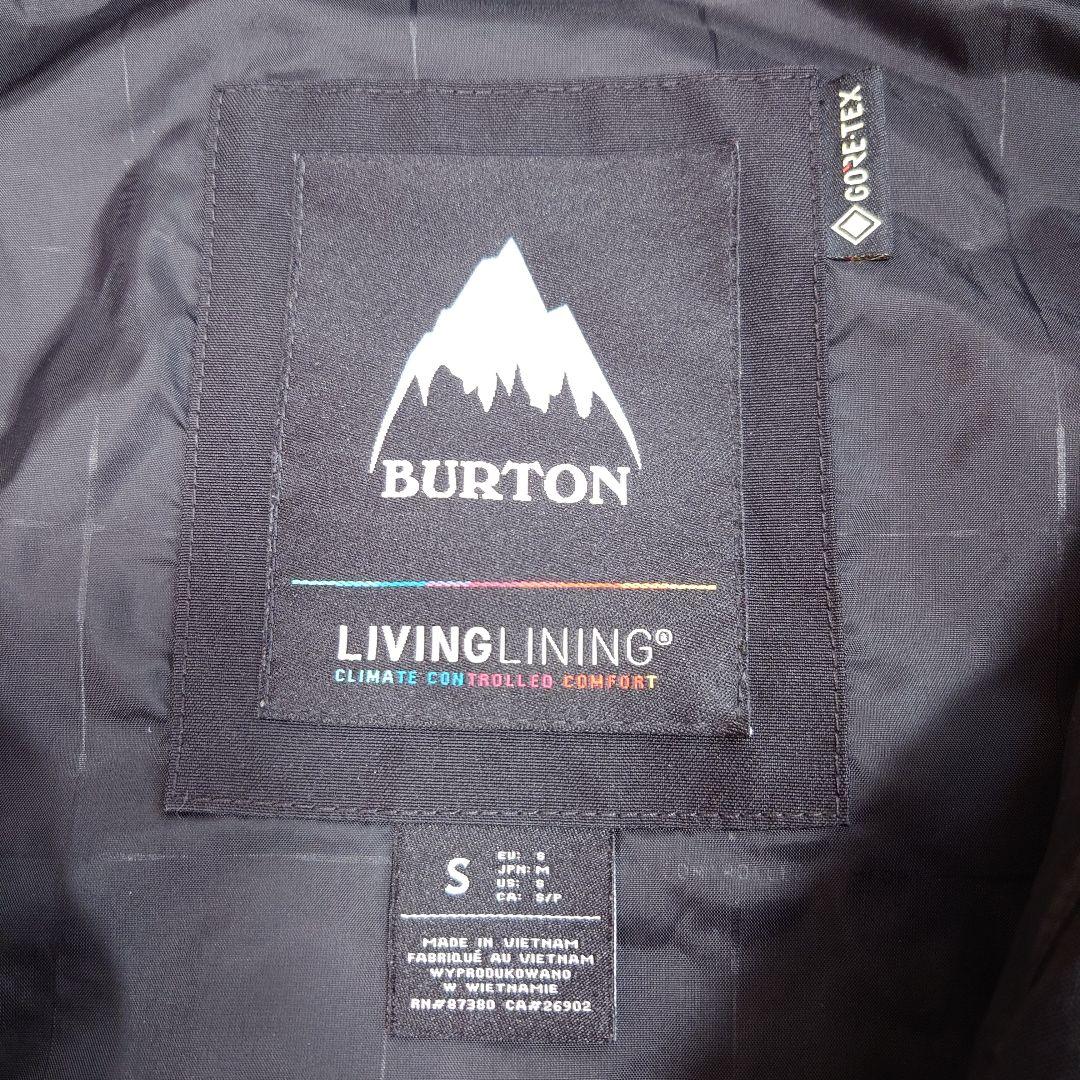 GORE-TEX
BURTON
LIVINGLINING®
CLIMATE CONTROLLED COMFORT
S
EU: S
JPN: M
US: S
CA: S/P
MADE IN VIETNAM
FABRIQUÉ AU VIETNAM
WYPRODUKOWANO
W WIETNAMIE
RN#87380 CA#26902